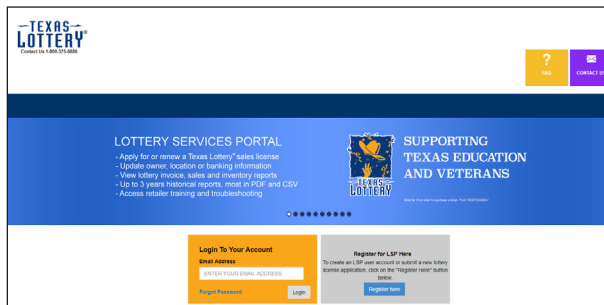 TEXAS
LOTTERY®
Contact Us 1-800-375-6886
?
FAQ
CONTACT US
LOTTERY SERVICES PORTAL
- Apply for or renew a Texas Lottery® sales license
- Update owner, location or banking information
- View lottery invoice, sales and inventory reports
- Up to 3 years historical reports, most in PDF and CSV
- Access retailer training and troubleshooting
TEXAS
LOTTERY
SUPPORTING
TEXAS EDUCATION
AND VETERANS
Login To Your Account
Email Address
ENTER YOUR EMAIL ADDRESS
Forgot Password
Login
Register for LSP Here
To create an LSP user account or submit a new lottery
license application, click on the "Register Here" button
below.
Register here